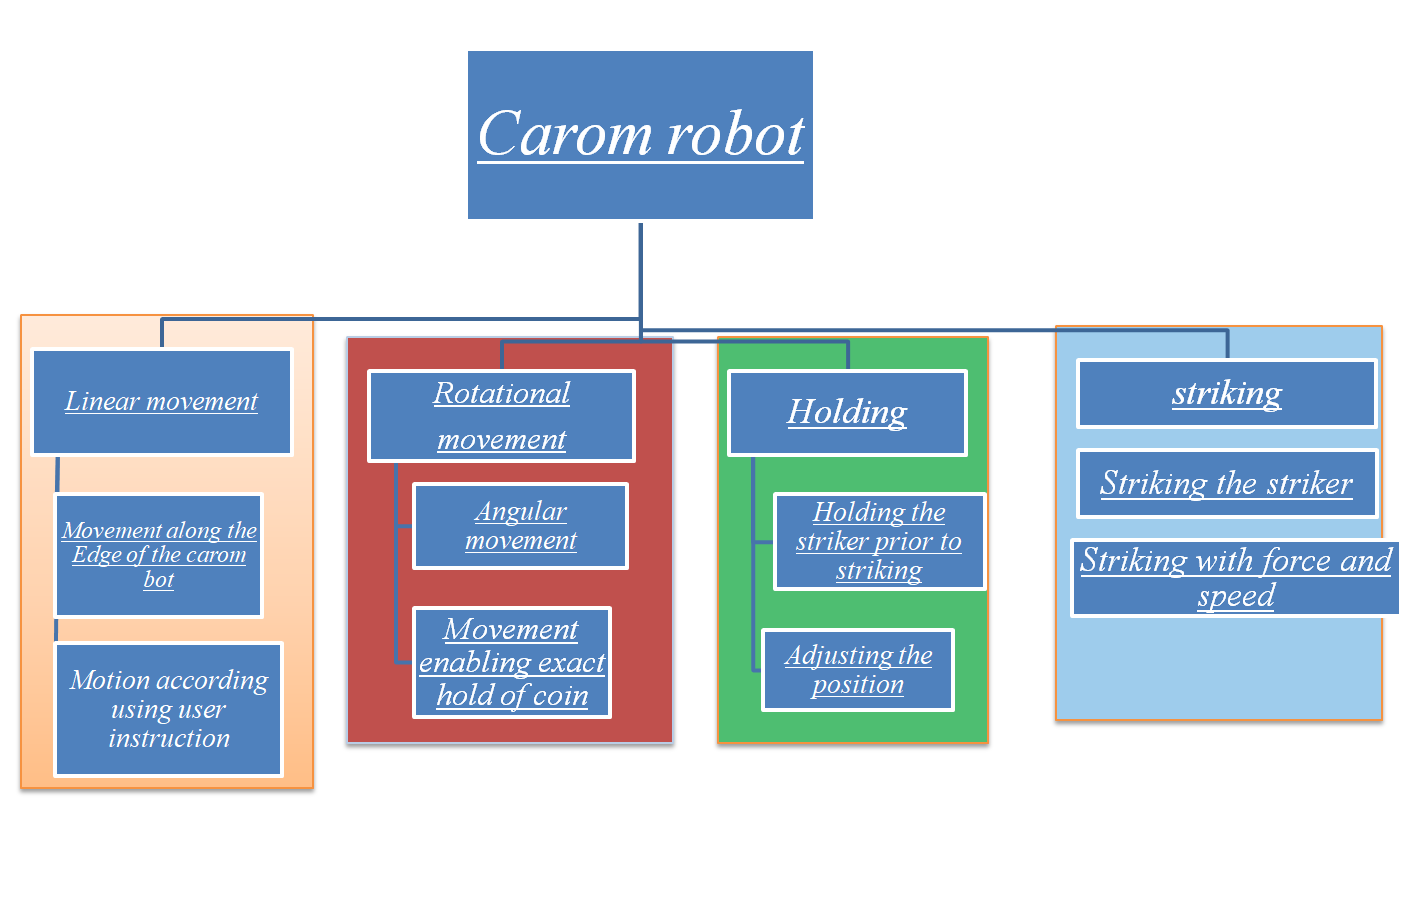 Carom robot
Linear movement
Movement along the
Edge of the carom
bot
Motion according
using user
instruction
Rotational
movement
Angular
movement
Movement
enabling exact
hold of coin
Holding
Holding the
striker prior to
striking
Adjusting the
position
striking
Striking the striker
Striking with force and
speed